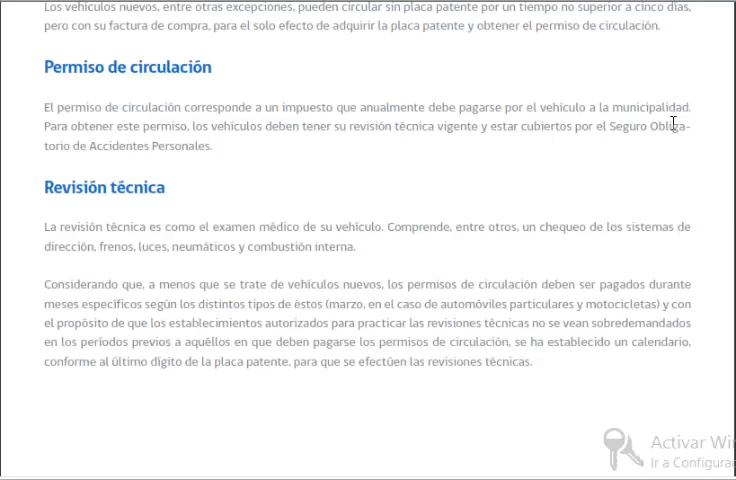 Los vehículos nuevos, entre otras excepciones, pueden circular sin placa patente por un tiempo no superior a cinco días,
pero con su factura de compra, para el solo efecto de adquirir la placa patente y obtener el permiso de circulación.
Permiso de circulación
El permiso de circulación corresponde a un impuesto que anualmente debe pagarse por el vehículo a la municipalidad.
Para obtener este permiso, los vehículos deben tener su revisión técnica vigente y estar cubiertos por el Seguro Obliga-
torio de Accidentes Personales.
Revisión técnica
La revisión técnica es como el examen médico de su vehículo. Comprende, entre otros, un chequeo de los sistemas de
dirección, frenos, luces, neumáticos y combustión interna.
Considerando que, a menos que se trate de vehículos nuevos, los permisos de circulación deben ser pagados durante
meses específicos según los distintos tipos de éstos (marzo, en el caso de automóviles particulares y motocicletas) y con
el propósito de que los establecimientos autorizados para practicar las revisiones técnicas no se vean sobredemandados
en los períodos previos a aquéllos en que deben pagarse los permisos de circulación, se ha establecido un calendario,
conforme al último dígito de la placa patente, para que se efectúen las revisiones técnicas.
Activar Wi
Ir a Configura